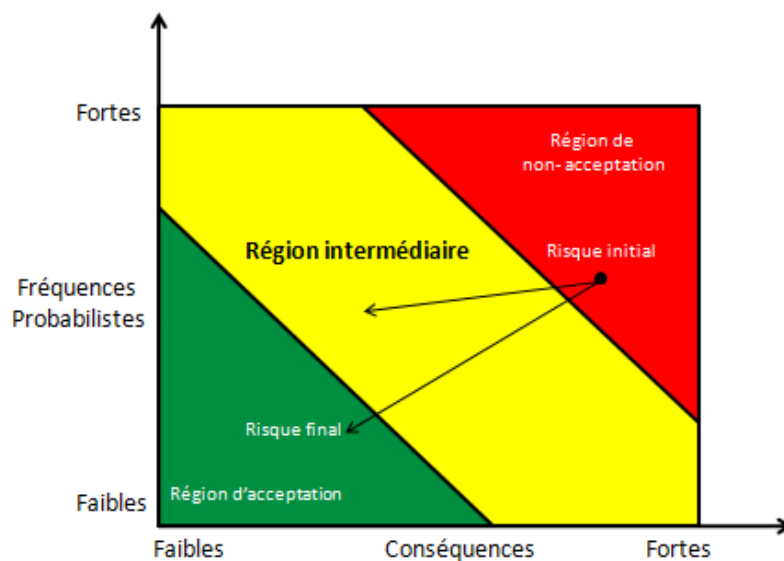 Fortes
Région de
non-acceptation
Région intermédiaire
Risque initial
Fréquences
Probabilistes
Risque final
Région d'acceptation
Faibles
Faibles
Conséquences
Fortes